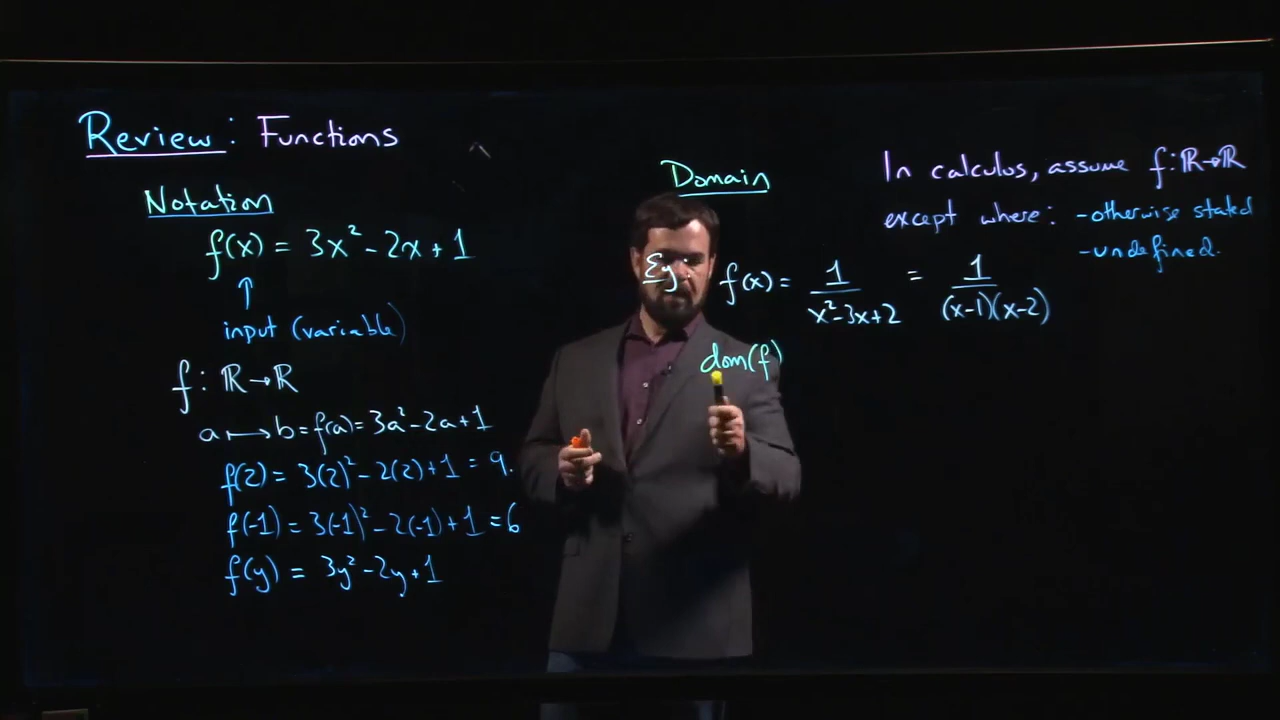 Review: Functions
Notation
f(x) = 3x² - 2x + 1
↑
input (variable)
f: ℝ→ℝ
a ⟼ b = f(a) = 3a² - 2a + 1
f(2) = 3(2)² - 2(2) + 1 = 9.
f(-1) = 3(-1)² - 2(-1) + 1 = 6
f(y) = 3y² - 2y + 1
Domain
Eg: f(x) = 1/(x² - 3x + 2) = 1/((x-1)(x-2))
dom(f)
In calculus, assume f: ℝ→ℝ
except where: - otherwise stated
- undefined.